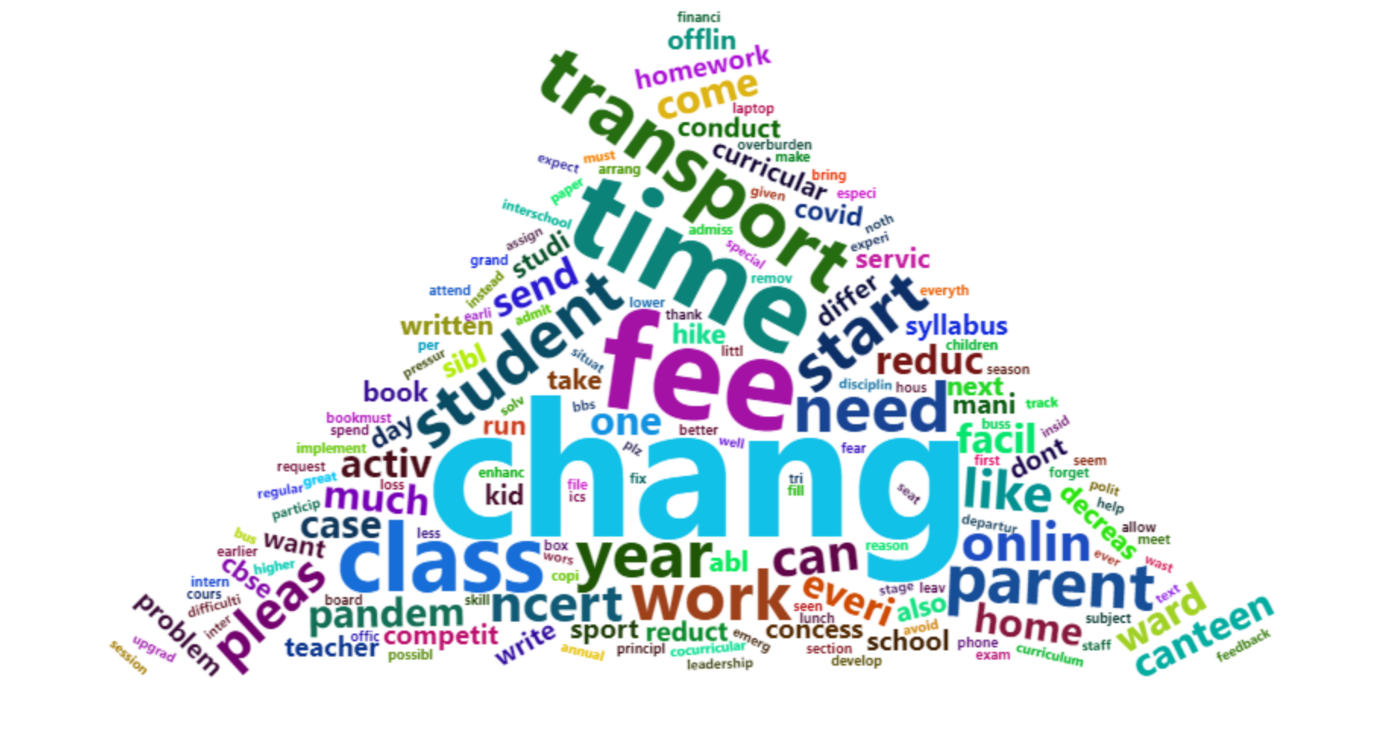 financi
offlin
homework
come
transport
laptop
conduct
overburden
curricular
make
expect
must
arrang
bring
paper
given
especi
time
covid
interschool
noth
admiss
experi
assign
studi
special
servic
grand
send
remov
differ
start
everyth
attend
instead
earli
admit
student
lower
thank
written
fee
hike
syllabus
per
littl
children
pressur
sibl
situat
reduc
season
take
book
disciplin
hous
next
need
mani
track
solv
bbs
bookmust
spend
day
run
one
better
buss
insid
well
facil
implement
plz
fear
chang
dont
request
great
activ
loss
enhanc
fix
first
seem
forget
regular
particip
much
kid
file
ics
tri
fill
seat
like
decreas
polit
help
case
less
departur
allow
meet
bus
want
earlier
class
box
wors
year
abl
can
reason
onlin
ever
wast
cbse
higher
intern
cours
pleas
copi
parent
text
difficulti
board
skill
ncert
work
everi
stage
leav
also
ward
problem
inter
pandem
seen
lunch
subject
canteen
upgrad
offic
competit
write
sport
reduct
emerg
concess
avoid
school
home
session
teacher
possibl
annual
principl
cocurricular
section
phone
exam
staff
curriculum
feedback
leadership
develop